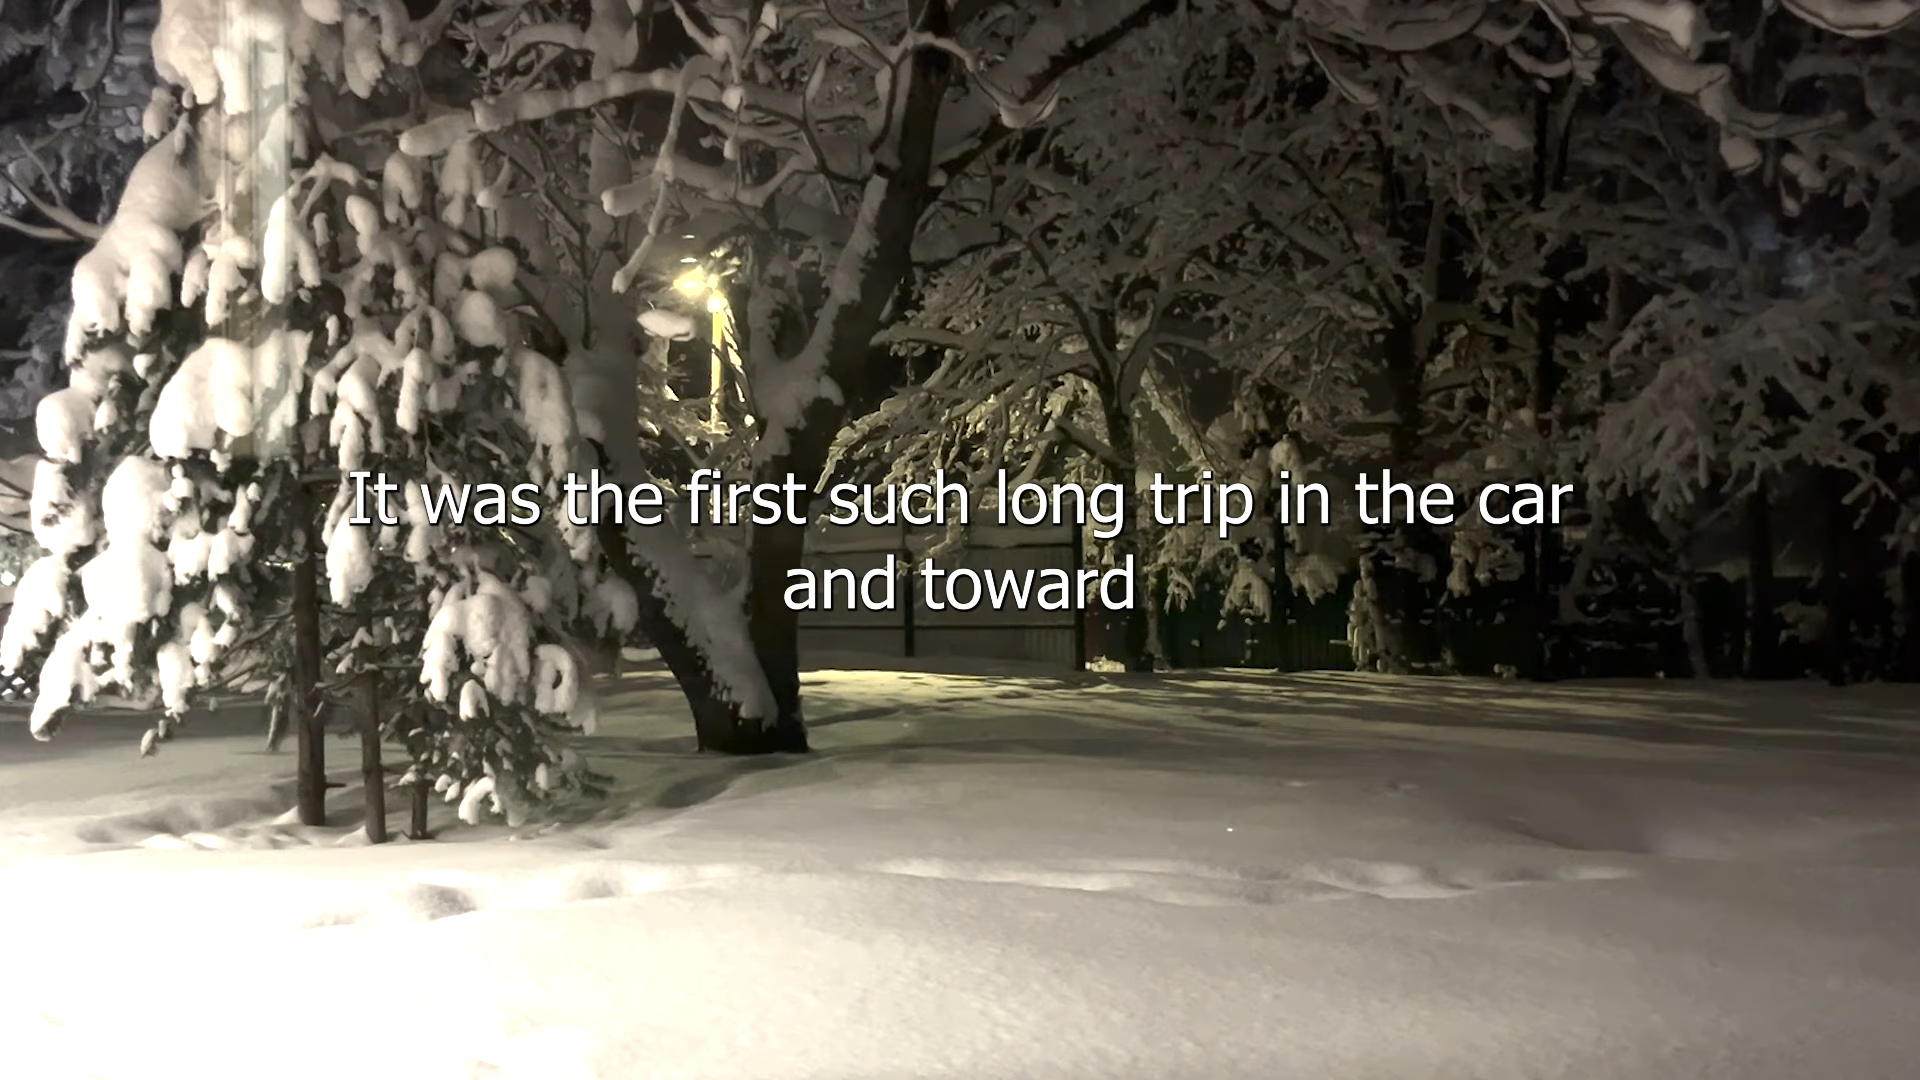 It was the first such long trip in the car
and toward